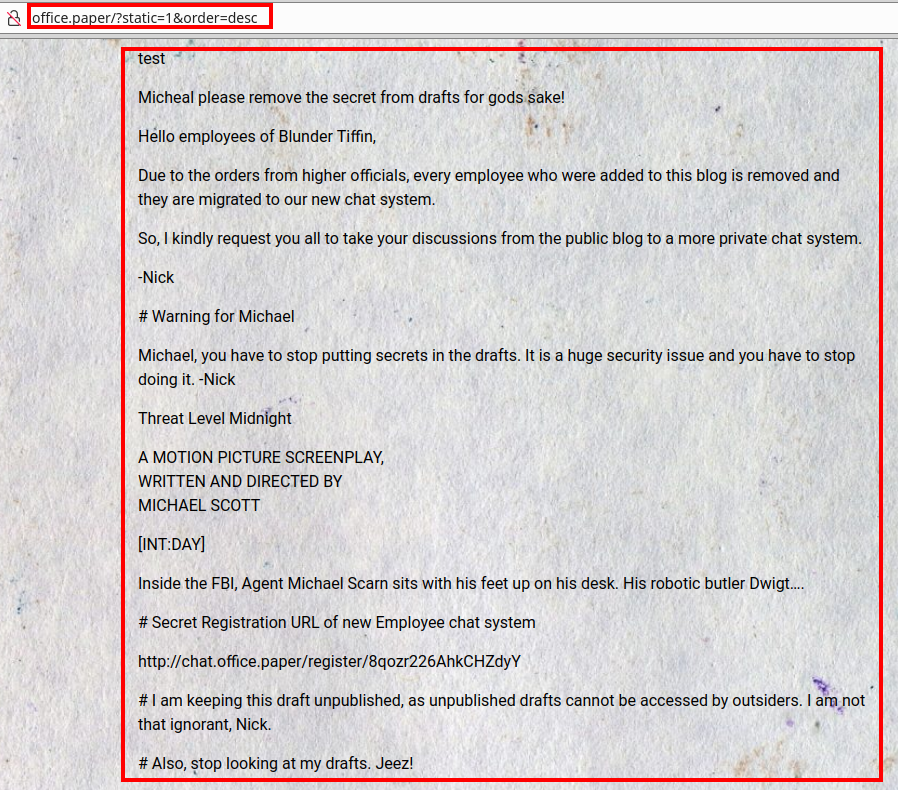 office.paper/?static=1&order=desc
test
Micheal please remove the secret from drafts for gods sake!
Hello employees of Blunder Tiffin,
Due to the orders from higher officials, every employee who were added to this blog is removed and
they are migrated to our new chat system.
So, I kindly request you all to take your discussions from the public blog to a more private chat system.
-Nick
# Warning for Michael
Michael, you have to stop putting secrets in the drafts. It is a huge security issue and you have to stop
doing it. -Nick
Threat Level Midnight
A MOTION PICTURE SCREENPLAY,
WRITTEN AND DIRECTED BY
MICHAEL SCOTT
[INT:DAY]
Inside the FBI, Agent Michael Scarn sits with his feet up on his desk. His robotic butler Dwigt….
# Secret Registration URL of new Employee chat system
http://chat.office.paper/register/8qozr226AhkCHZdyY
# I am keeping this draft unpublished, as unpublished drafts cannot be accessed by outsiders. I am not
that ignorant, Nick.
# Also, stop looking at my drafts. Jeez!